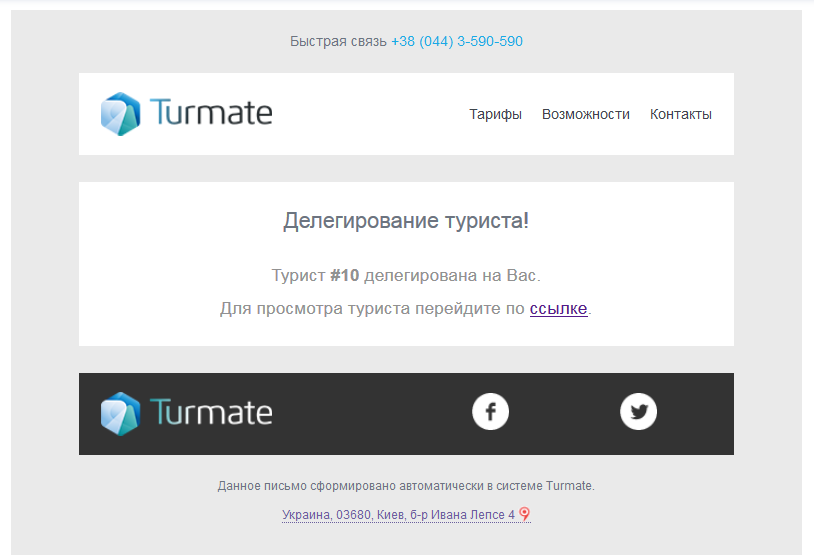 Быстрая связь +38 (044) 3-590-590
Turmate
Тарифы Возможности Контакты
Делегирование туриста!
Турист #10 делегирована на Вас.
Для просмотра туриста перейдите по ссылке.
Turmate
Данное письмо сформировано автоматически в системе Turmate.
Украина, 03680, Киев, б-р Ивана Лепсе 4